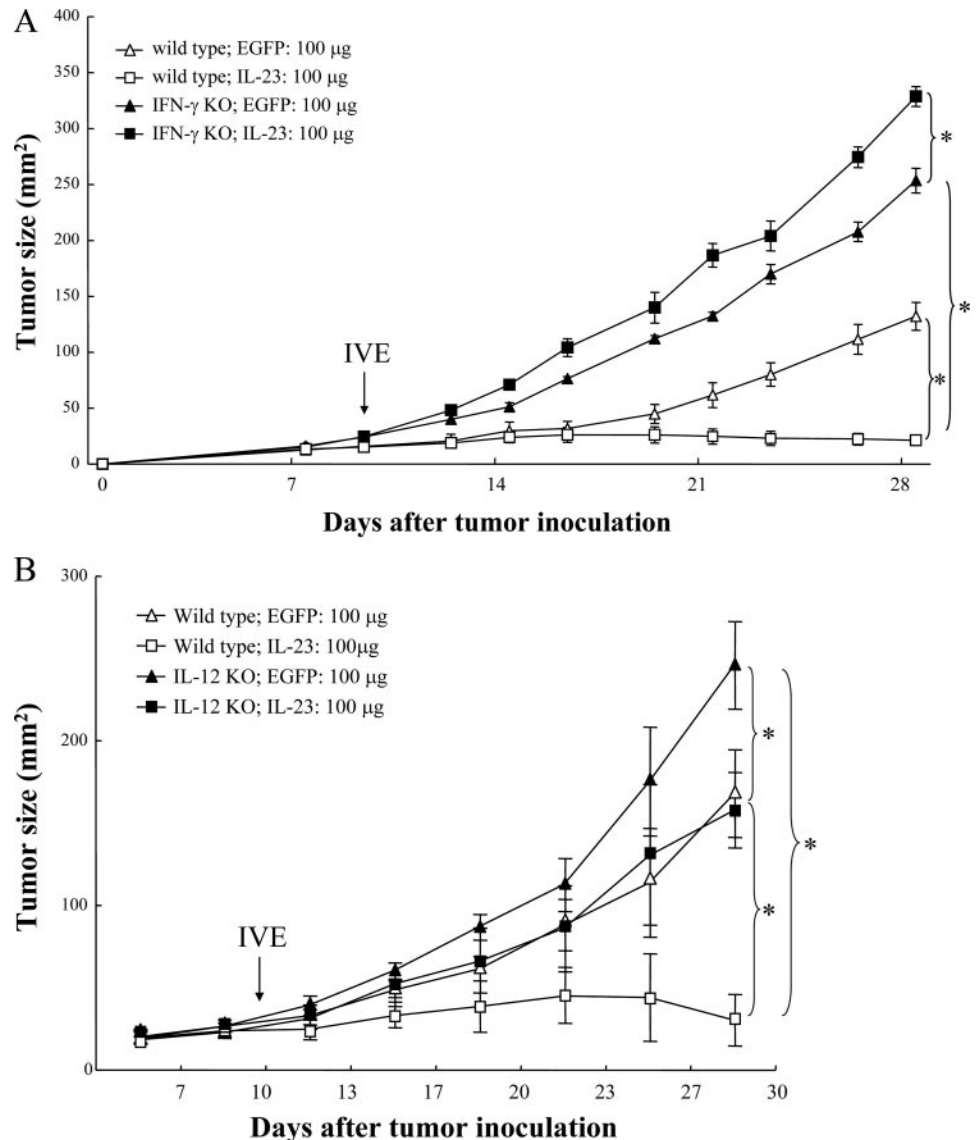 A
400
350
300
250
200
150
100
50
0
Tumor size (mm²)
wild type; EGFP: 100 μg
wild type; IL-23: 100 μg
IFN-γ KO; EGFP: 100 μg
IFN-γ KO; IL-23: 100 μg
IVE
*
*
*
0 7 14 21 28
Days after tumor inoculation
B
300
200
100
0
Tumor size (mm²)
Wild type; EGFP: 100 μg
Wild type; IL-23: 100μg
IL-12 KO; EGFP: 100 μg
IL-12 KO; IL-23: 100 μg
IVE
*
*
*
7 10 13 17 20 23 27 30
Days after tumor inoculation